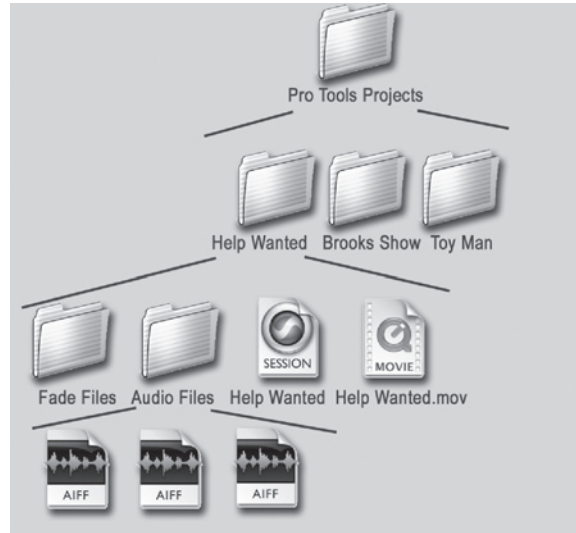 Pro Tools Projects
Help Wanted Brooks Show Toy Man
SESSION MOVIE
Fade Files Audio Files Help Wanted Help Wanted.mov
AIFF AIFF AIFF